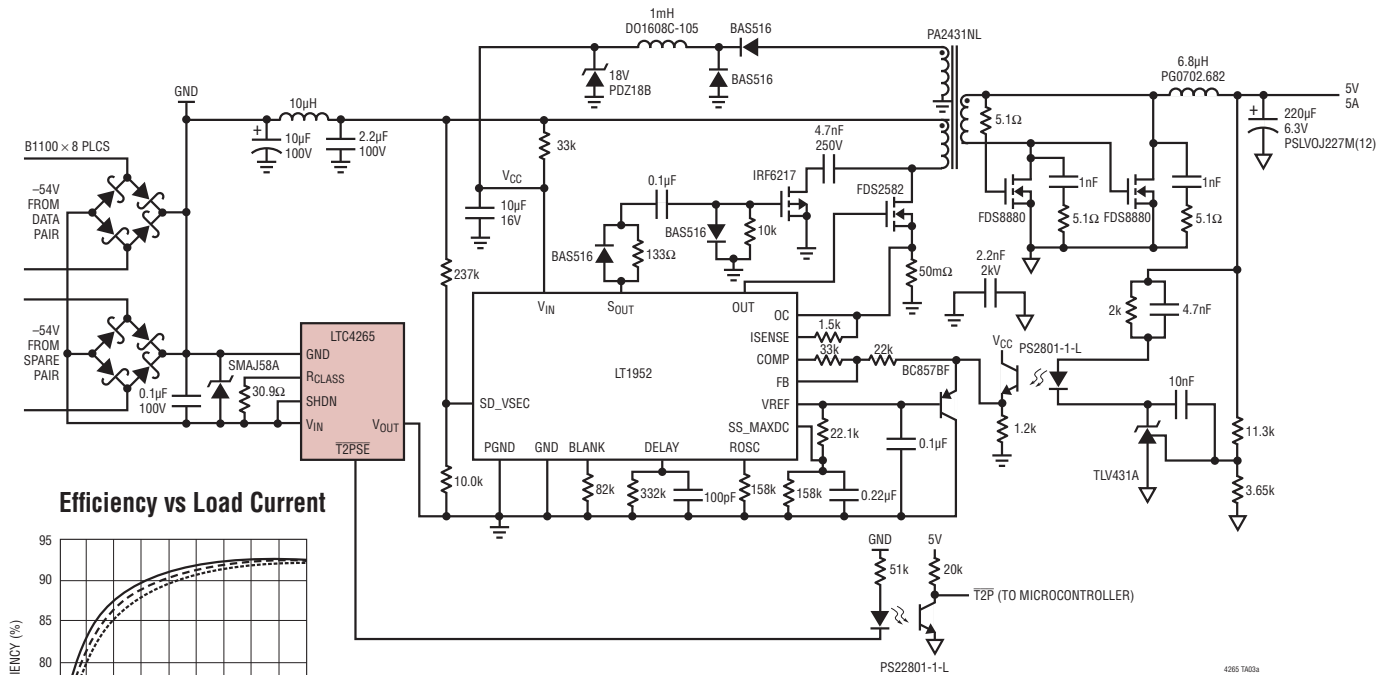 1mH
DO1608C-105
BAS516
PA2431NL
18V
PDZ18B
BAS516
6.8µH
PG0702.682
5V
5A
GND
10µH
+
10µF
100V
2.2µF
100V
33k
4.7nF
250V
5.1Ω
+
220µF
6.3V
PSLVOJ227M(12)
B1100 × 8 PLCS
–54V
FROM
DATA
PAIR
VCC
10µF
16V
0.1µF
IRF6217
FDS2582
1nF
1nF
FDS8880
5.1Ω
FDS8880
5.1Ω
BAS516
10k
BAS516
133Ω
237k
50mΩ
2.2nF
2kV
VIN
SOUT
OUT
OC
ISENSE
1.5k
COMP
33k
22k
FB
VREF
SS_MAXDC
LT1952
SD_VSEC
PGND
GND
BLANK
DELAY
ROSC
BC857BF
VCC
PS2801-1-L
2k
4.7nF
1.2k
10nF
TLV431A
11.3k
3.65k
–54V
FROM
SPARE
PAIR
0.1µF
100V
SMAJ58A
30.9Ω
LTC4265
GND
RCLASS
SHDN
VIN
VOUT
T2PSE
10.0k
82k
332k
100pF
158k
22.1k
158k
0.22µF
0.1µF
GND
5V
51k
20k
T2P (TO MICROCONTROLLER)
PS22801-1-L
4265 TA03a
Efficiency vs Load Current
95
90
85
80